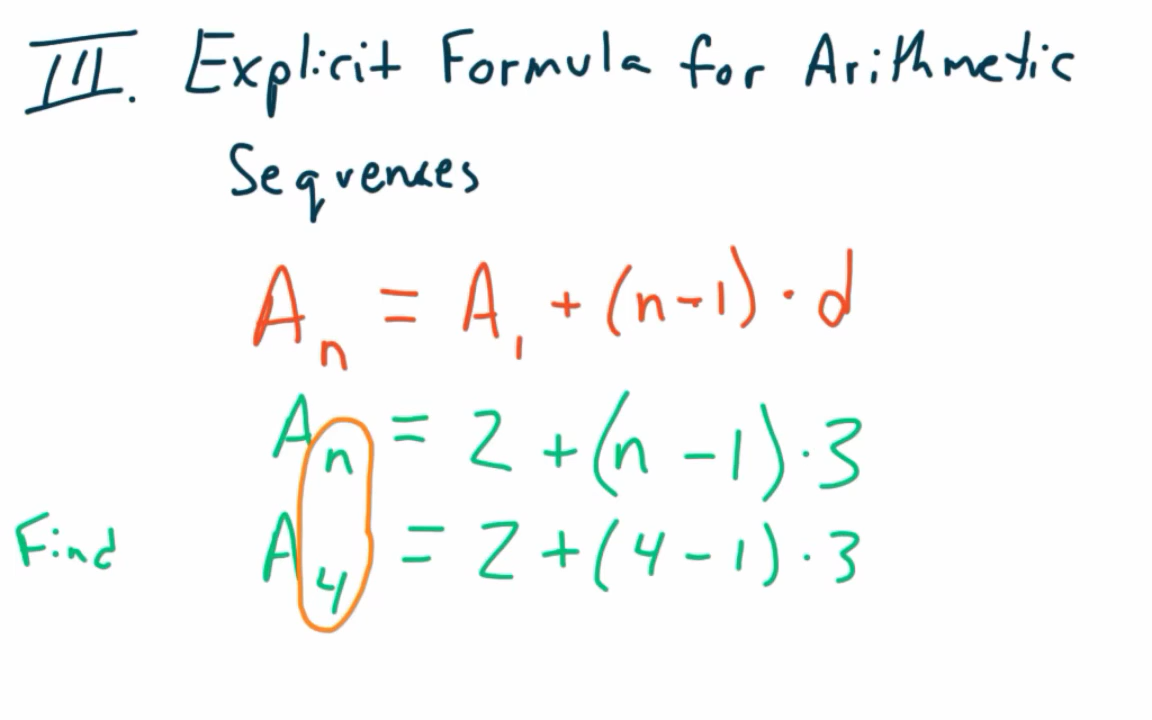 III. Explicit Formula for Arithmetic
Sequences
Aₙ = A₁ + (n-1) · d
Aₙ = 2 + (n - 1) · 3
Find A₄ = 2 + (4 - 1) · 3